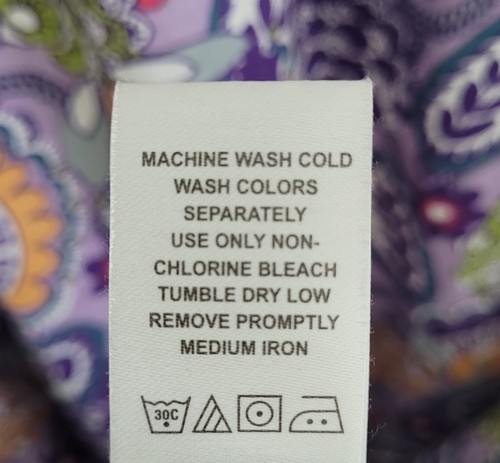 MACHINE WASH COLD
WASH COLORS
SEPARATELY
USE ONLY NON-
CHLORINE BLEACH
TUMBLE DRY LOW
REMOVE PROMPTLY
MEDIUM IRON
30C